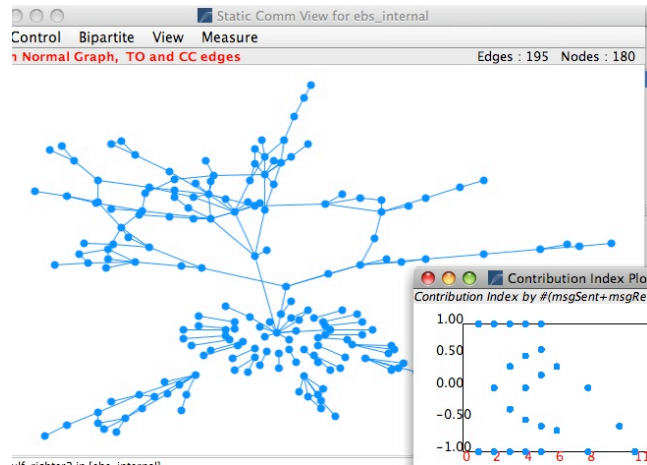 Static Comm View for ebs_internal
Control Bipartite View Measure
Normal Graph, TO and CC edges Edges : 195 Nodes : 180
Contribution Index Plo
Contribution Index by #(msgSent+msgRe
1.00
0.50
0.00
-0.50
-1.00
0 2 4 6 8 11
in [ebs_internal]